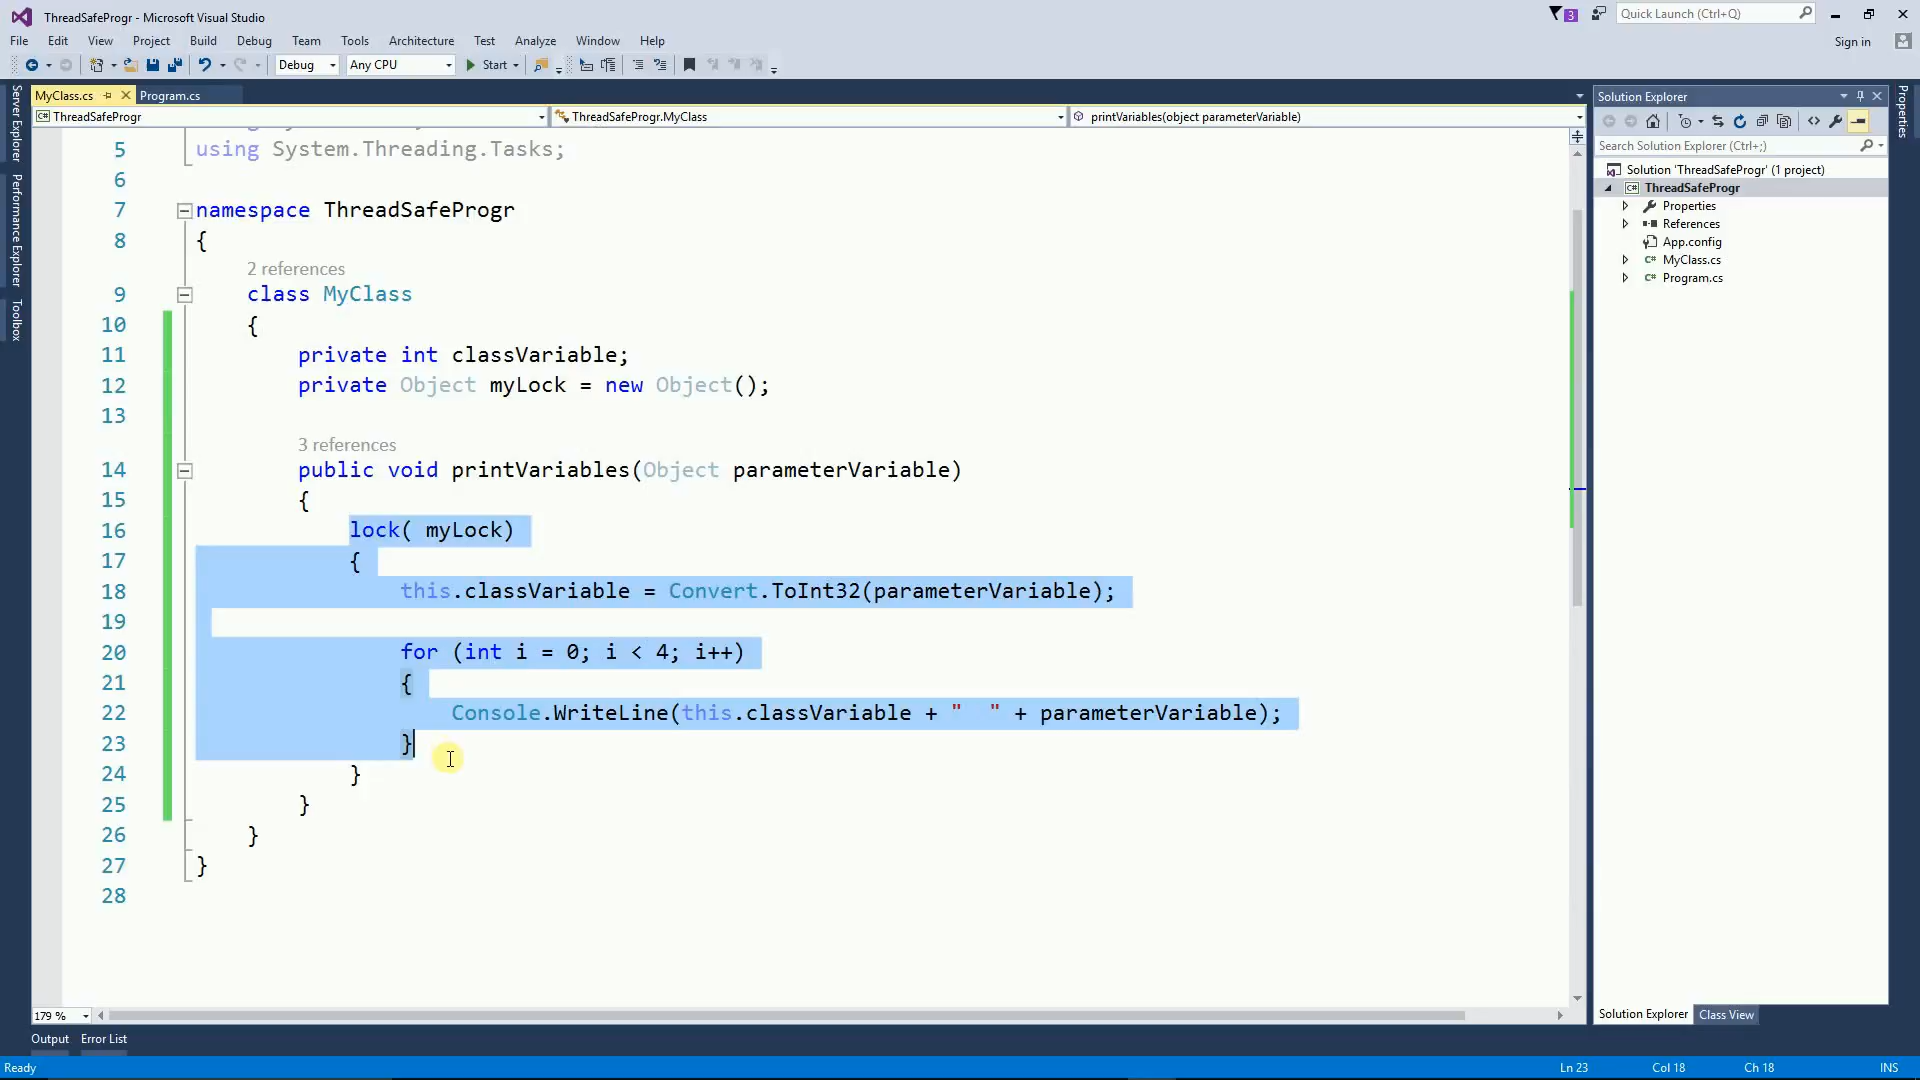 ThreadSafeProgr - Microsoft Visual Studio
3
Quick Launch (Ctrl+Q)
File Edit View Project Build Debug Team Tools Architecture Test Analyze Window Help
Sign in
Debug Any CPU Start
MyClass.cs Program.cs
ThreadSafeProgr ThreadSafeProgr.MyClass printVariables(object parameterVariable)
Server Explorer
Performance Explorer
Toolbox
5 using System.Threading.Tasks;
6
7 namespace ThreadSafeProgr
8 {
2 references
9 class MyClass
10 {
11 private int classVariable;
12 private Object myLock = new Object();
13
3 references
14 public void printVariables(Object parameterVariable)
15 {
16 lock( myLock)
17 {
18 this.classVariable = Convert.ToInt32(parameterVariable);
19
20 for (int i = 0; i < 4; i++)
21 {
22 Console.WriteLine(this.classVariable + "  " + parameterVariable);
23 }
24 }
25 }
26 }
27 }
28
179 %
Solution Explorer
Search Solution Explorer (Ctrl+;)
Solution 'ThreadSafeProgr' (1 project)
C# ThreadSafeProgr
Properties
References
App.config
C# MyClass.cs
C# Program.cs
Solution Explorer Class View
Properties
Output Error List
Ready Ln 23 Col 18 Ch 18 INS